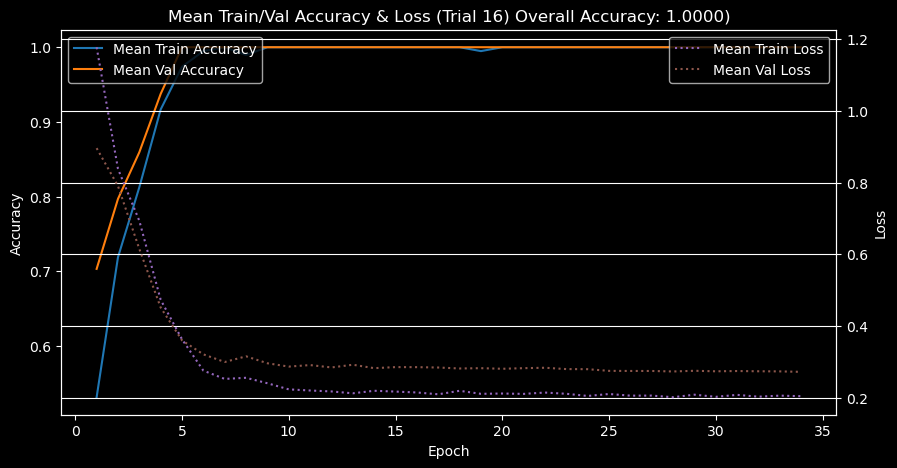 Mean Train/Val Accuracy & Loss (Trial 16) Overall Accuracy: 1.0000)
Mean Train Accuracy
Mean Val Accuracy
Mean Train Loss
Mean Val Loss
1.0
0.9
0.8
0.7
0.6
Accuracy
1.2
1.0
0.8
0.6
0.4
0.2
Loss
0 5 10 15 20 25 30 35
Epoch